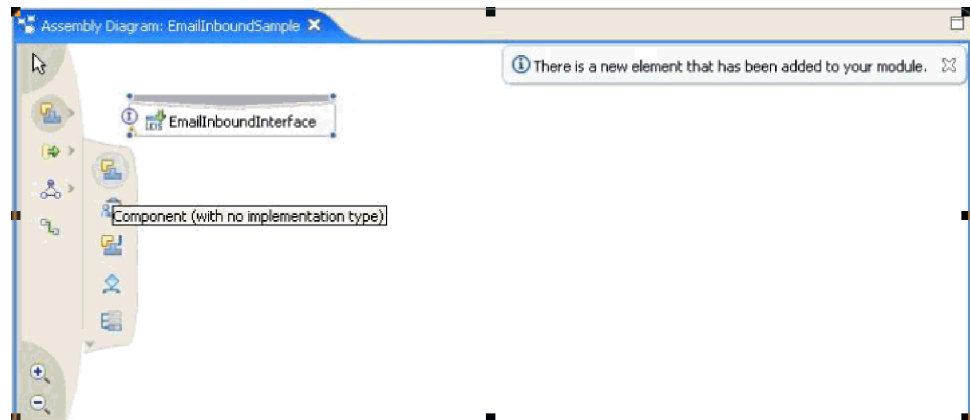 Assembly Diagram: EmailInboundSample
There is a new element that has been added to your module.
EmailInboundInterface
Component (with no implementation type)